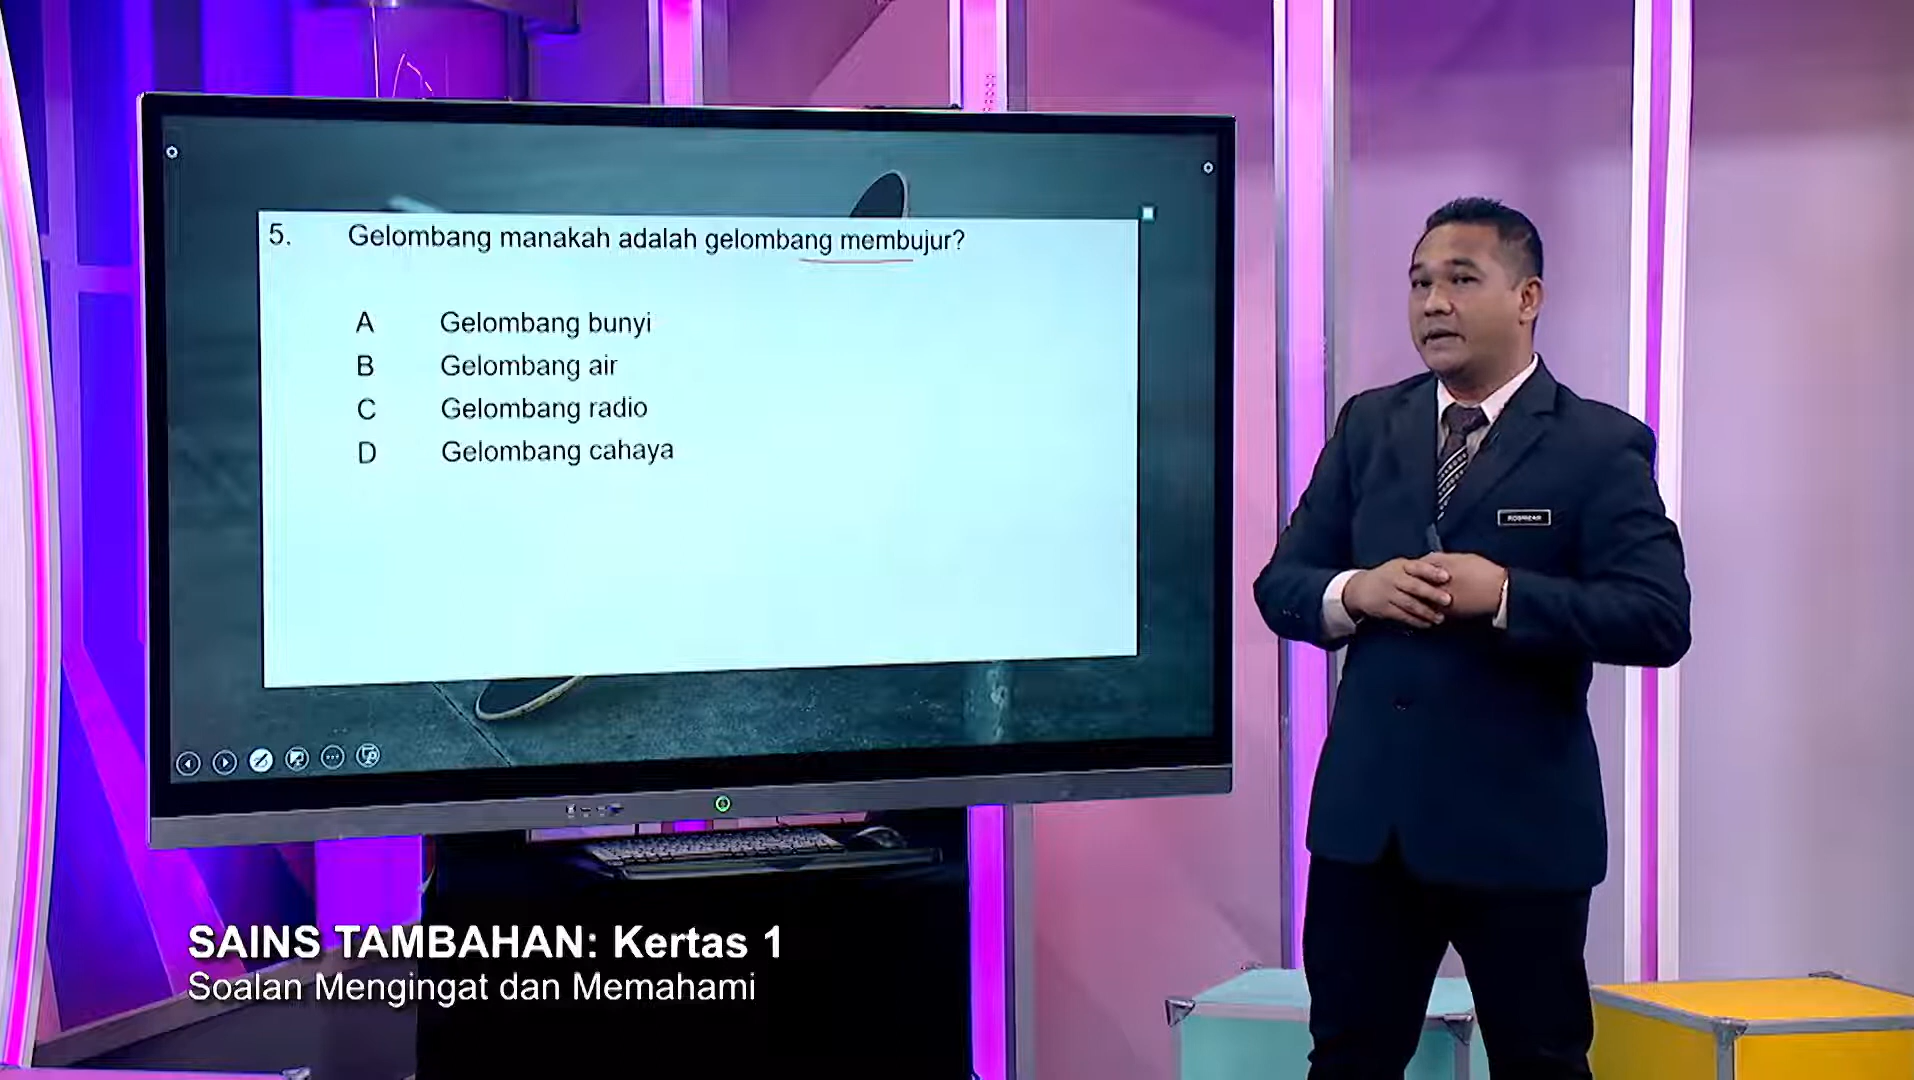 5. Gelombang manakah adalah gelombang membujur?
A Gelombang bunyi
B Gelombang air
C Gelombang radio
D Gelombang cahaya
SAINS TAMBAHAN: Kertas 1
Soalan Mengingat dan Memahami